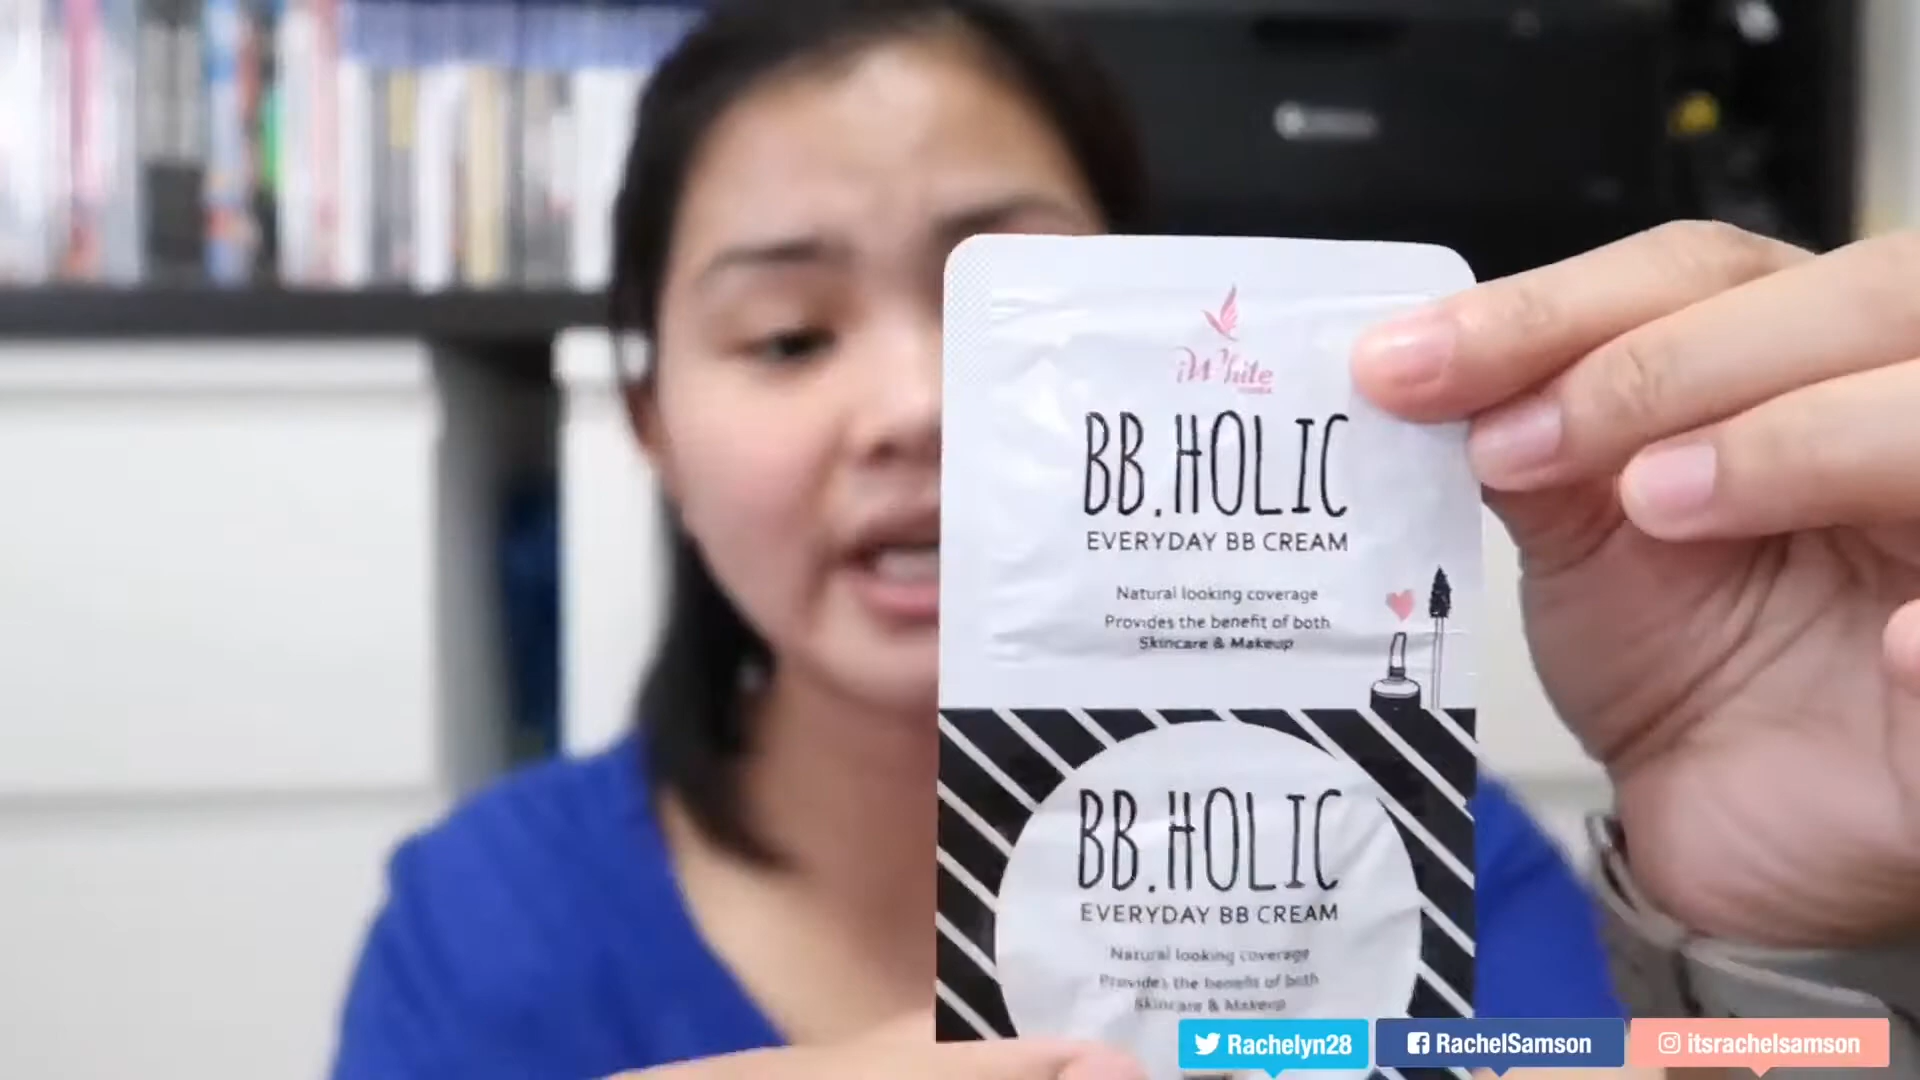 iWhite
KOREA
BB.HOLIC
EVERYDAY BB CREAM
Natural looking coverage
Provides the benefit of both
Skincare & Makeup
BB.HOLIC
EVERYDAY BB CREAM
Natural looking coverage
Provides the benefit of both
Skincare & Makeup
Rachelyn28
RachelSamson
itsrachelsamson